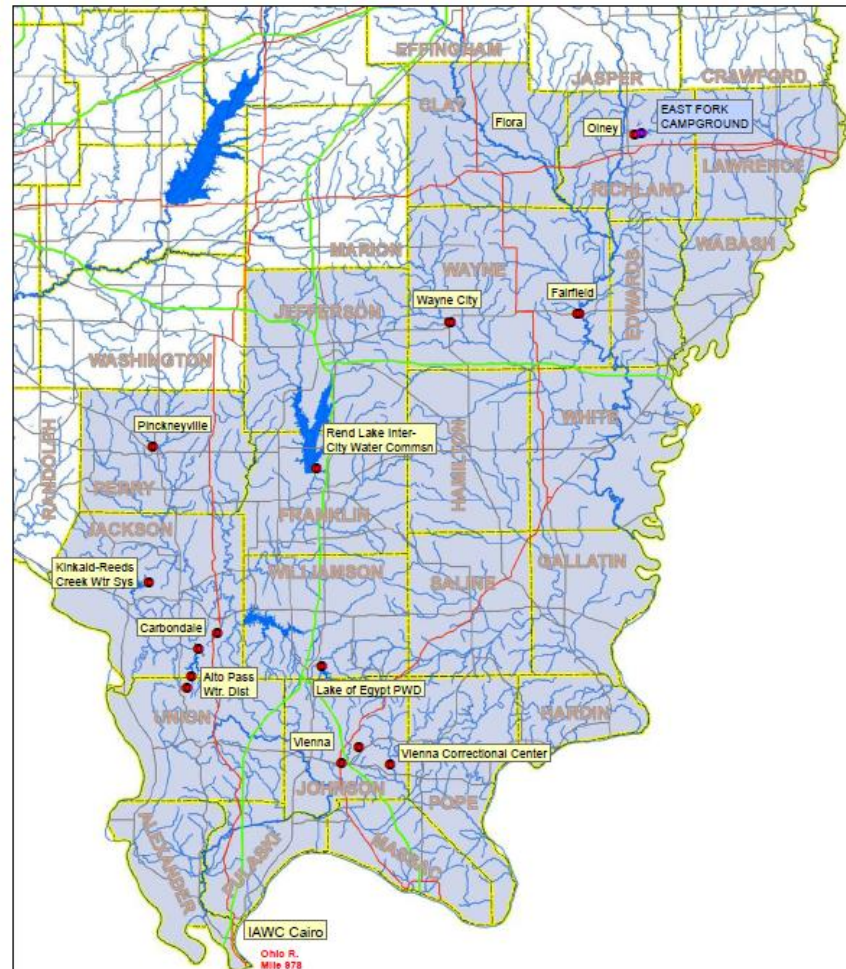 EFFINGHAM
JASPER
CRAWFORD
CLAY
Flora
Olney
EAST FORK
CAMPGROUND
LAWRENCE
RICHLAND
WABASH
MARION
WAYNE
EDWARDS
JEFFERSON
Wayne City
Fairfield
WASHINGTON
RANDOLPH
Pinckneyville
Rend Lake Inter-
City Water Commsn
HAMILTON
WHITE
PERRY
FRANKLIN
JACKSON
WILLIAMSON
SALINE
GALLATIN
Kinkaid-Reeds
Creek Wtr Sys
Carbondale
Alto Pass
Wtr. Dist
Lake of Egypt PWD
UNION
HARDIN
Vienna
Vienna Correctional Center
JOHNSON
POPE
ALEXANDER
PULASKI
MASSAC
IAWC Cairo
Ohio R.
Mile 978